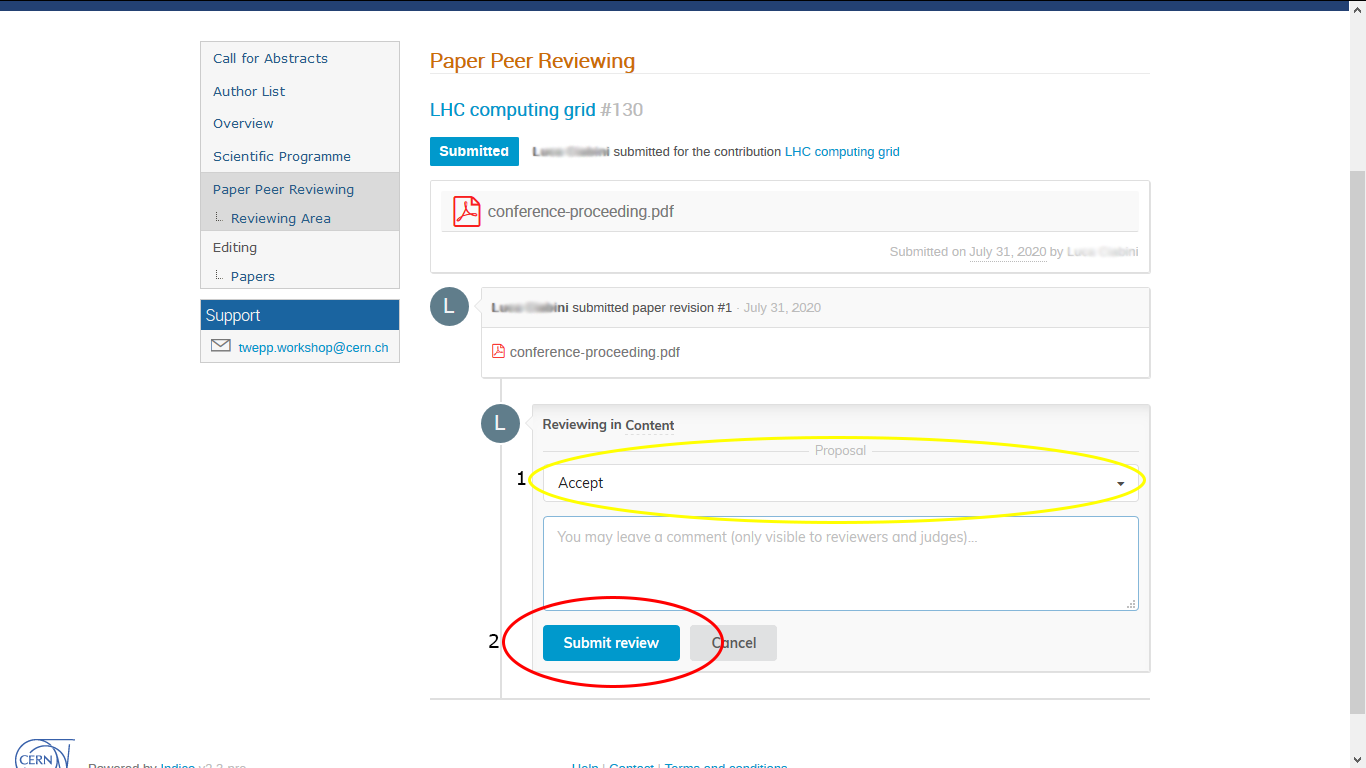 Call for Abstracts
Author List
Overview
Scientific Programme
Paper Peer Reviewing
Reviewing Area
Editing
Papers
Support
twepp.workshop@cern.ch
Paper Peer Reviewing
LHC computing grid #130
Submitted submitted for the contribution LHC computing grid
conference-proceeding.pdf
Submitted on July 31, 2020 by
L submitted paper revision #1 - July 31, 2020
conference-proceeding.pdf
L Reviewing in Content
Proposal
1 Accept
You may leave a comment (only visible to reviewers and judges)...
2 Submit review Cancel
CERN
Powered by Indico
Help | Contact | Terms and conditions